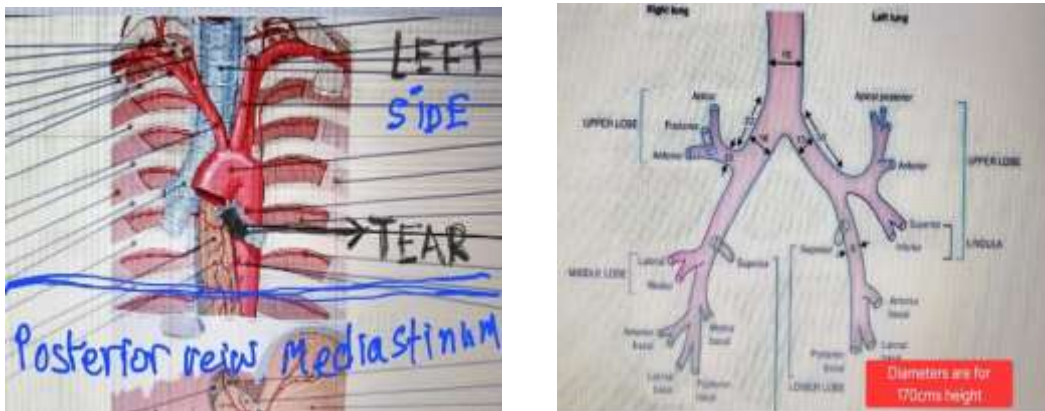 LEFT
SIDE
TEAR
Posterior veiw Mediastinum
Right lung
Left lung
Apical
Posterior
Anterior
UPPER LOBE
Apical posterior
Anterior
UPPER LOBE
Superior
Inferior
LINGULA
Lateral
MIDDLE LOBE
Superior
Superior
Anterior
basal
Medial
basal
Anterior
basal
Lateral
basal
Posterior
basal
Posterior
basal
Lateral
LOWER LOBE
Diameters are for
170cms height